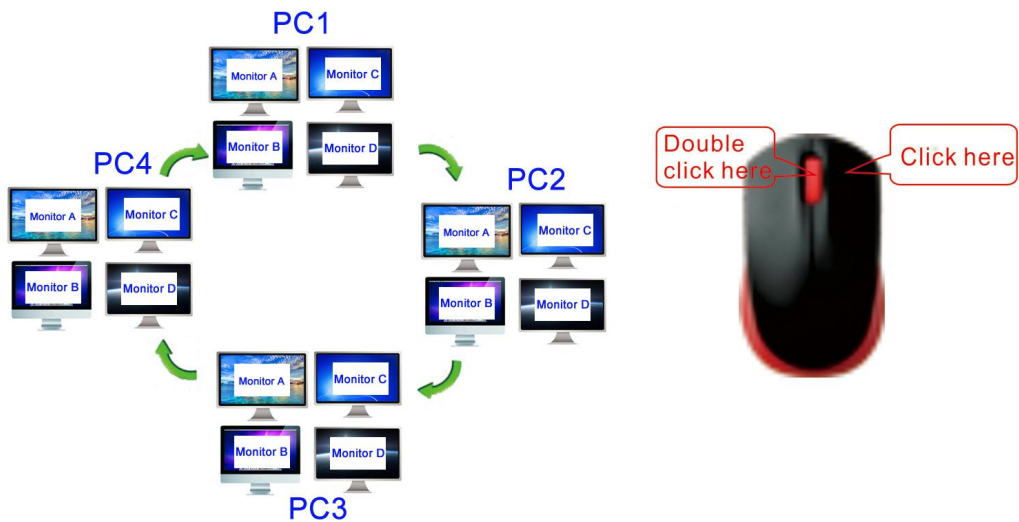 PC1
Monitor A
Monitor C
Monitor B
Monitor D
PC4
Monitor A
Monitor C
Monitor B
Monitor D
PC2
Monitor A
Monitor C
Monitor B
Monitor D
Monitor A
Monitor C
Monitor B
Monitor D
PC3
Double
click here
Click here